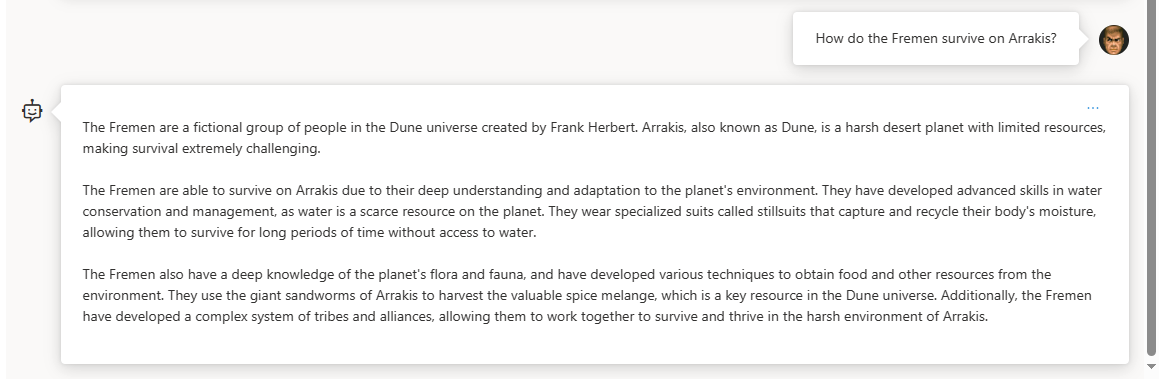 How do the Fremen survive on Arrakis?
...
The Fremen are a fictional group of people in the Dune universe created by Frank Herbert. Arrakis, also known as Dune, is a harsh desert planet with limited resources,
making survival extremely challenging.
The Fremen are able to survive on Arrakis due to their deep understanding and adaptation to the planet's environment. They have developed advanced skills in water
conservation and management, as water is a scarce resource on the planet. They wear specialized suits called stillsuits that capture and recycle their body's moisture,
allowing them to survive for long periods of time without access to water.
The Fremen also have a deep knowledge of the planet's flora and fauna, and have developed various techniques to obtain food and other resources from the
environment. They use the giant sandworms of Arrakis to harvest the valuable spice melange, which is a key resource in the Dune universe. Additionally, the Fremen
have developed a complex system of tribes and alliances, allowing them to work together to survive and thrive in the harsh environment of Arrakis.